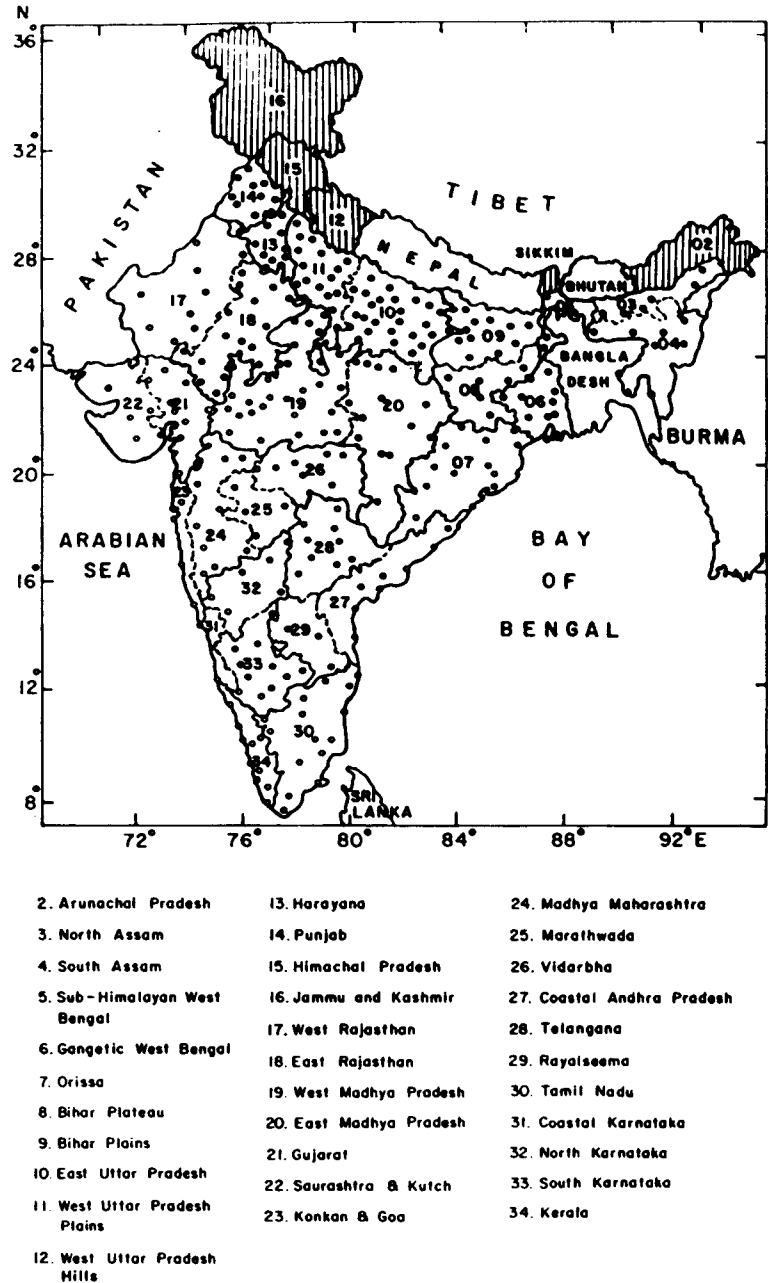 N
36°
32°
28°
24°
20°
16°
12°
8°
72°
76°
80°
84°
88°
92°E
PAKISTAN
TIBET
NEPAL
SIKKIM
BHUTAN
BANGLA
DESH
BURMA
ARABIAN
SEA
BAY
OF
BENGAL
SRI
LANKA
16
15
14
12
13
11
02
17
18
10
09
03
04
22
21
19
20
06
07
23
26
25
24
28
32
27
31
29
33
30
34
2. Arunachal Pradesh
3. North Assam
4. South Assam
5. Sub-Himalayan West
Bengal
6. Gangetic West Bengal
7. Orissa
8. Bihar Plateau
9. Bihar Plains
10. East Uttar Pradesh
11. West Uttar Pradesh
Plains
12. West Uttar Pradesh
Hills
13. Harayana
14. Punjab
15. Himachal Pradesh
16. Jammu and Kashmir
17. West Rajasthan
18. East Rajasthan
19. West Madhya Pradesh
20. East Madhya Pradesh
21. Gujarat
22. Saurashtra & Kutch
23. Konkan & Goa
24. Madhya Maharashtra
25. Marathwada
26. Vidarbha
27. Coastal Andhra Pradesh
28. Telangana
29. Rayalseema
30. Tamil Nadu
31. Coastal Karnataka
32. North Karnataka
33. South Karnataka
34. Kerala